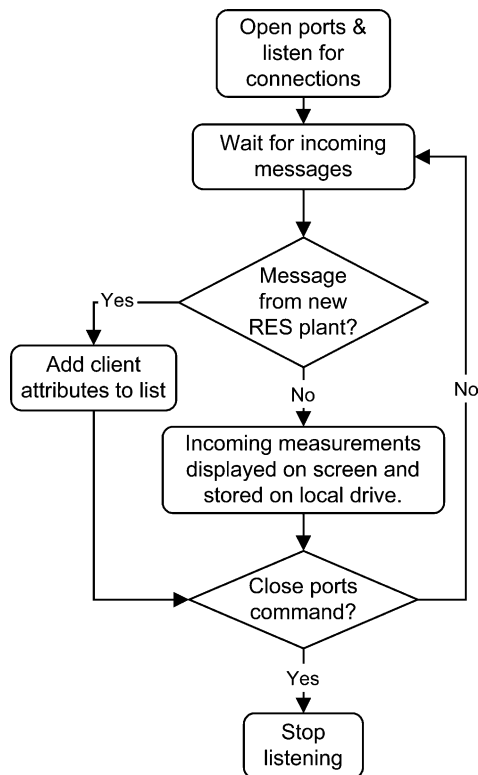 Open ports &
listen for
connections
Wait for incoming
messages
Message
from new
RES plant?
Yes
Add client
attributes to list
No
No
Incoming measurements
displayed on screen and
stored on local drive.
Close ports
command?
Yes
Stop
listening